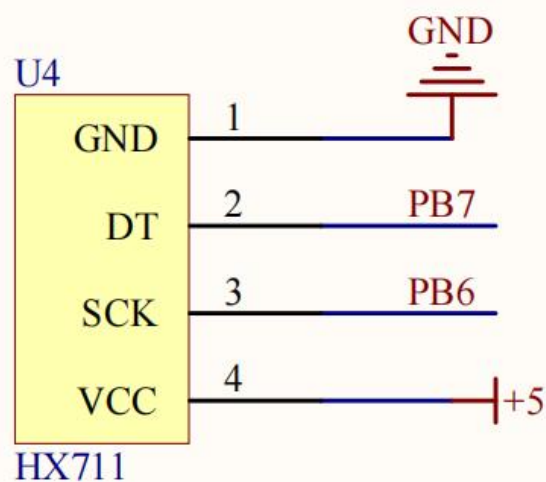 GND
U4
GND 1
DT 2 PB7
SCK 3 PB6
VCC 4 +5
HX711